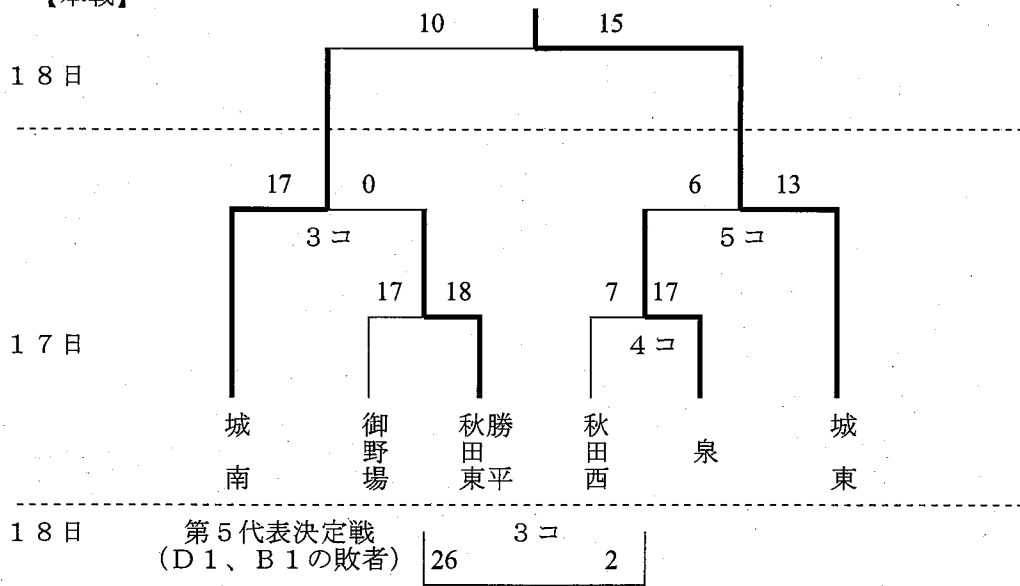 【本戦】
10 15
18日
17 0 6 13
3コ 5コ
17 18 7 17
17日 4コ
城南 御野場 秋田東勝平 秋田西 泉 城東
18日 第5代表決定戦 3コ
(D1、B1の敗者) 26 2